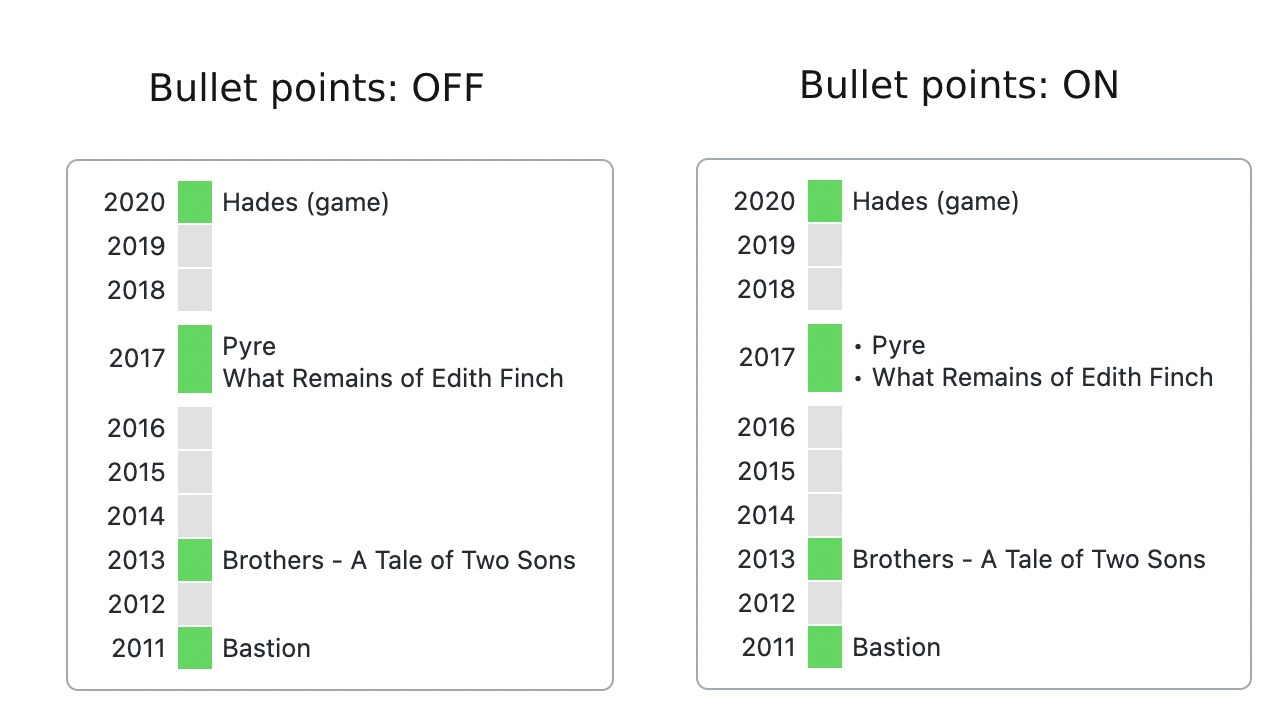 Bullet points: OFF
2020 Hades (game)
2019
2018
2017 Pyre
What Remains of Edith Finch
2016
2015
2014
2013 Brothers - A Tale of Two Sons
2012
2011 Bastion
Bullet points: ON
2020 Hades (game)
2019
2018
2017 • Pyre
• What Remains of Edith Finch
2016
2015
2014
2013 Brothers - A Tale of Two Sons
2012
2011 Bastion